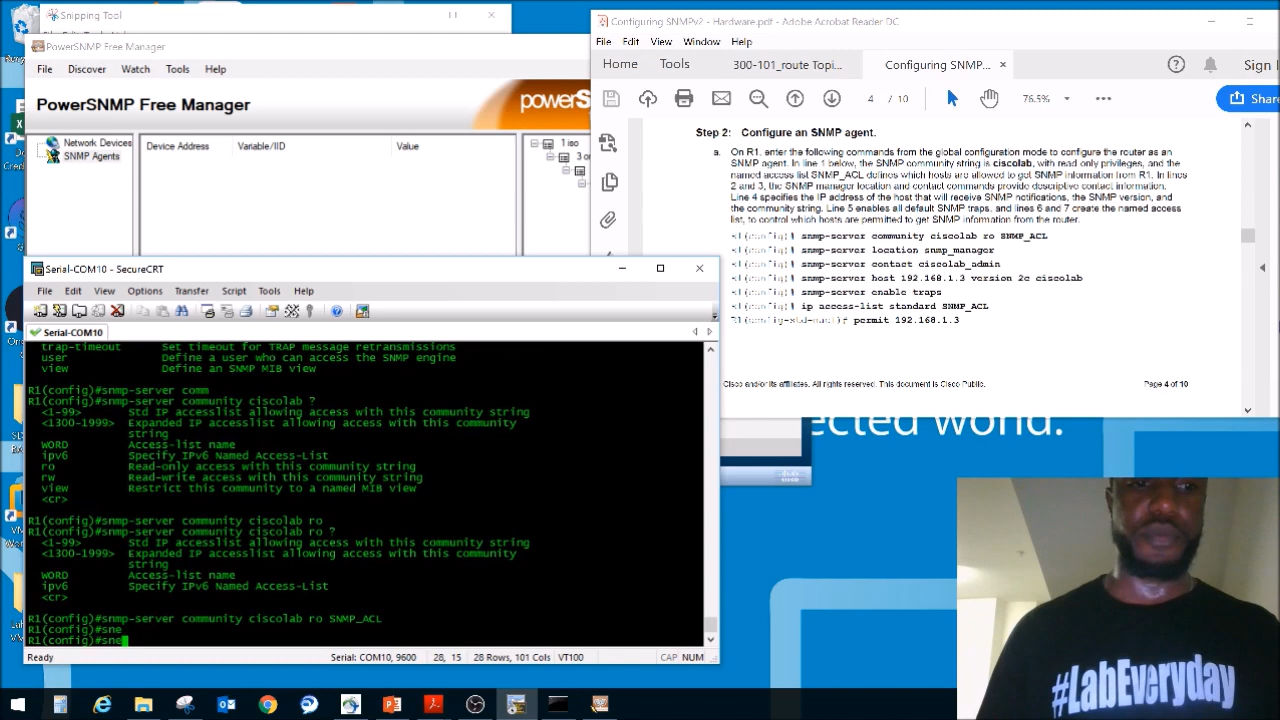 Snipping Tool
PowerSNMP Free Manager
File Discover Watch Tools Help
PowerSNMP Free Manager
powerS
Network Devices
SNMP Agents
Device Address Variable/IID Value
1 iso
Configuring SNMPv2 - Hardware.pdf - Adobe Acrobat Reader DC
File Edit View Window Help
Home Tools 300-101_route Topi... Configuring SNMP... × Sign
4 / 10 76.5% Share
Step 2: Configure an SNMP agent.
a. On R1, enter the following commands from the global configuration mode to configure the router as an
SNMP agent. In line 1 below, the SNMP community string is ciscolab, with read only privileges, and the
named access list SNMP_ACL defines which hosts are allowed to get SNMP information from R1. In lines
2 and 3, the SNMP manager location and contact commands provide descriptive contact information.
Line 4 specifies the IP address of the host that will receive SNMP notifications, the SNMP version, and
the community string. Line 5 enables all default SNMP traps, and lines 6 and 7 create the named access
list, to control which hosts are permitted to get SNMP information from the router.
snmp-server community ciscolab ro SNMP_ACL
snmp-server location snmp_manager
snmp-server contact ciscolab_admin
snmp-server host 192.168.1.3 version 2c ciscolab
snmp-server enable traps
ip access-list standard SNMP_ACL
permit 192.168.1.3
Cisco and/or its affiliates. All rights reserved. This document is Cisco Public. Page 4 of 10
ected world.
Serial-COM10 - SecureCRT
File Edit View Options Transfer Script Tools Help
Serial-COM10
trap-timeout Set timeout for TRAP message retransmissions
user Define a user who can access the SNMP engine
view Define an SNMP MIB view
R1(config)#snmp-server comm
R1(config)#snmp-server community ciscolab ?
<1-99> Std IP accesslist allowing access with this community string
<1300-1999> Expanded IP accesslist allowing access with this community
string
WORD Access-list name
ipv6 Specify IPv6 Named Access-List
ro Read-only access with this community string
rw Read-write access with this community string
view Restrict this community to a named MIB view
<cr>
R1(config)#snmp-server community ciscolab ro
R1(config)#snmp-server community ciscolab ro ?
<1-99> Std IP accesslist allowing access with this community string
<1300-1999> Expanded IP accesslist allowing access with this community
string
WORD Access-list name
ipv6 Specify IPv6 Named Access-List
<cr>
R1(config)#snmp-server community ciscolab ro SNMP_ACL
R1(config)#sne
R1(config)#sne
Ready Serial: COM10, 9600 28, 15 28 Rows, 101 Cols VT100 CAP NUM
#LabEveryday